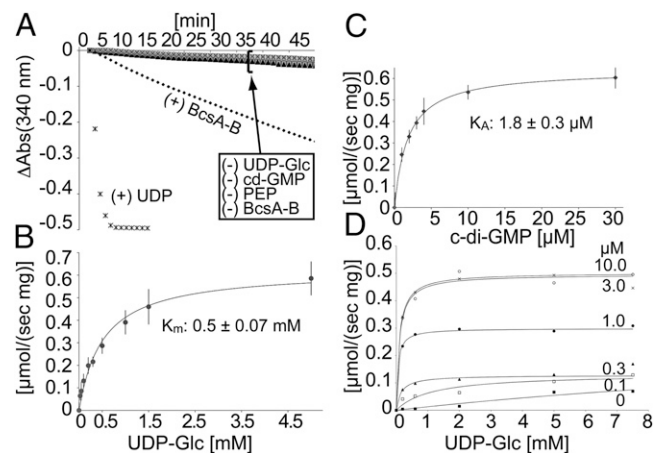 A
[min]
0 5 10 15 20 25 30 35 40 45
0
-0.1
-0.2
-0.3
-0.4
-0.5
ΔAbs(340 nm)
(+) BcsA-B
(+) UDP
(-) UDP-Glc
(-) cd-GMP
(-) PEP
(-) BcsA-B
B
0.7
0.6
0.5
0.4
0.3
0.2
0.1
0
[µmol/(sec mg)]
Km: 0.5 ± 0.07 mM
0.5 1.5 2.5 3.5 4.5
UDP-Glc [mM]
C
0.6
0.5
0.4
0.3
0.2
0.1
0
[µmol/(sec mg)]
KA: 1.8 ± 0.3 µM
0 5 10 15 20 25 30
c-di-GMP [µM]
D
0.6
0.5
0.4
0.3
0.2
0.1
0
[µmol/(sec mg)]
µM
10.0
3.0
1.0
0.3
0.1
0
0 1 2 3 4 5 6 7 8
UDP-Glc [mM]